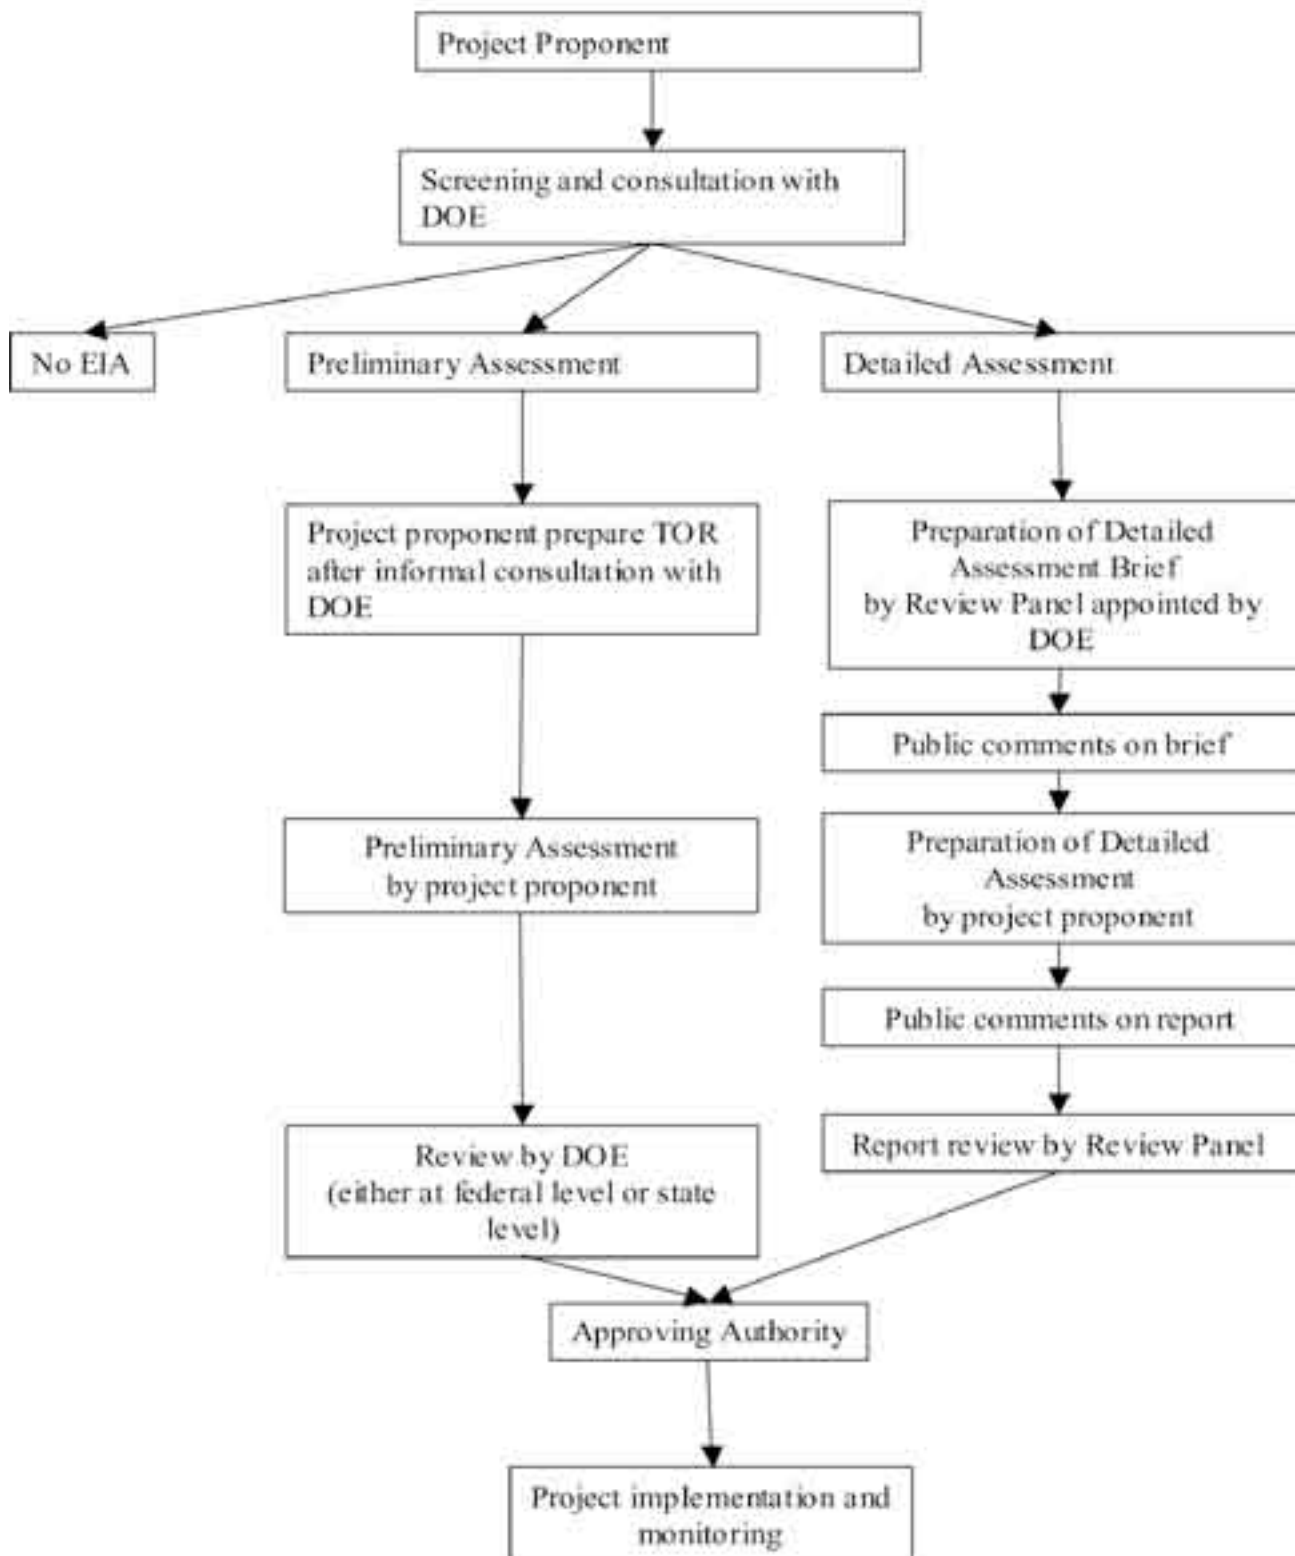 Project Proponent
Screening and consultation with
DOE
No EIA
Preliminary Assessment
Detailed Assessment
Project proponent prepare TOR
after informal consultation with
DOE
Preparation of Detailed
Assessment Brief
by Review Panel appointed by
DOE
Public comments on brief
Preliminary Assessment
by project proponent
Preparation of Detailed
Assessment
by project proponent
Public comments on report
Review by DOE
(either at federal level or state
level)
Report review by Review Panel
Approving Authority
Project implementation and
monitoring